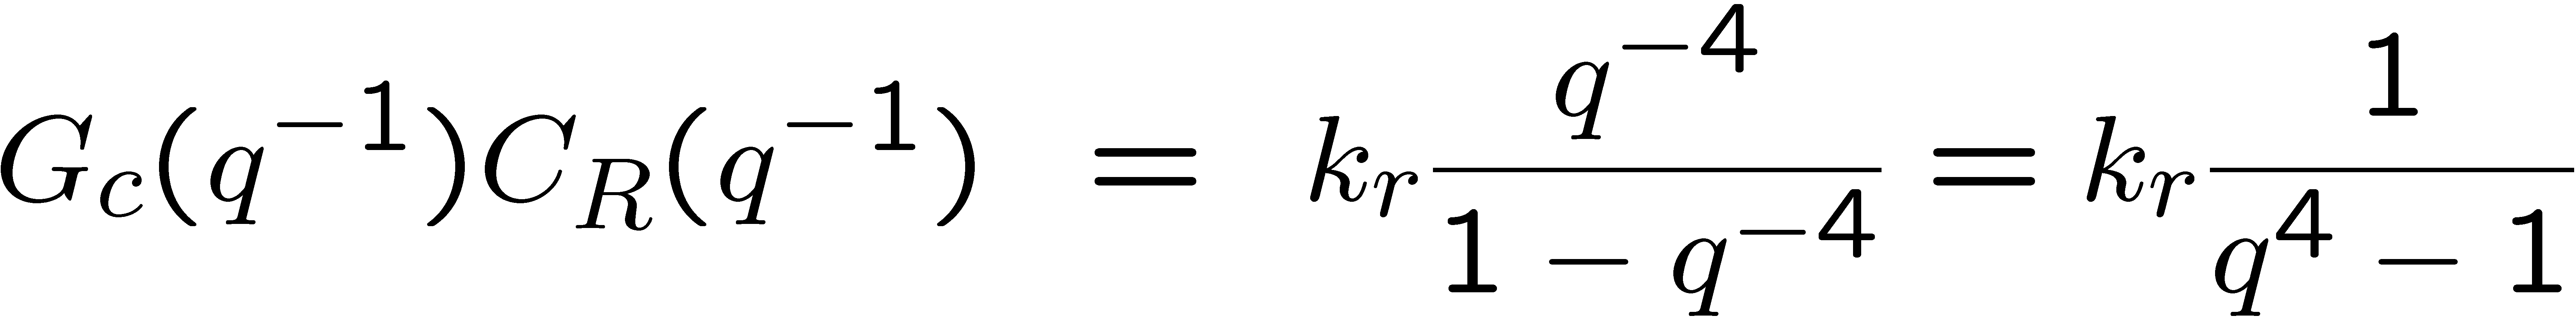 $G_c(q^{-1})C_R(q^{-1}) = k_r \frac{q^{-4}}{1-q^{-4}} = k_r \frac{1}{q^4-1}$